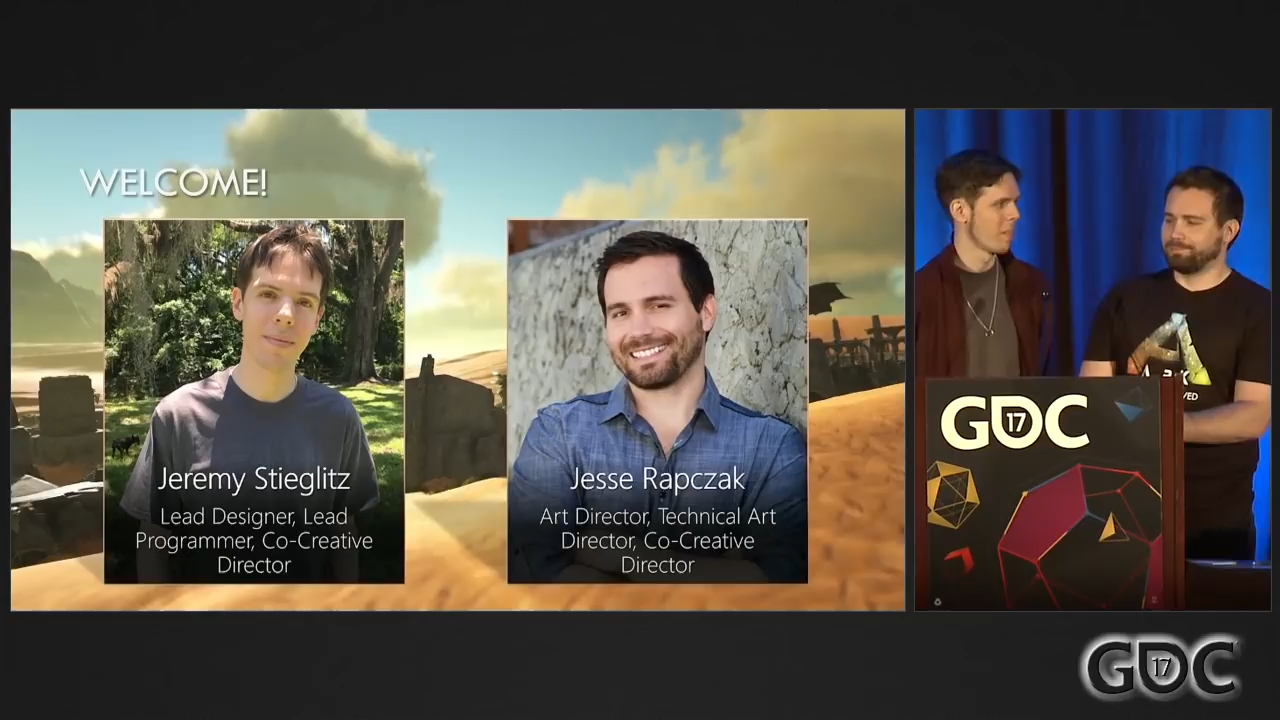 WELCOME!
Jeremy Stieglitz
Lead Designer, Lead
Programmer, Co-Creative
Director
Jesse Rapczak
Art Director, Technical Art
Director, Co-Creative
Director
GDC
17
GDC
17